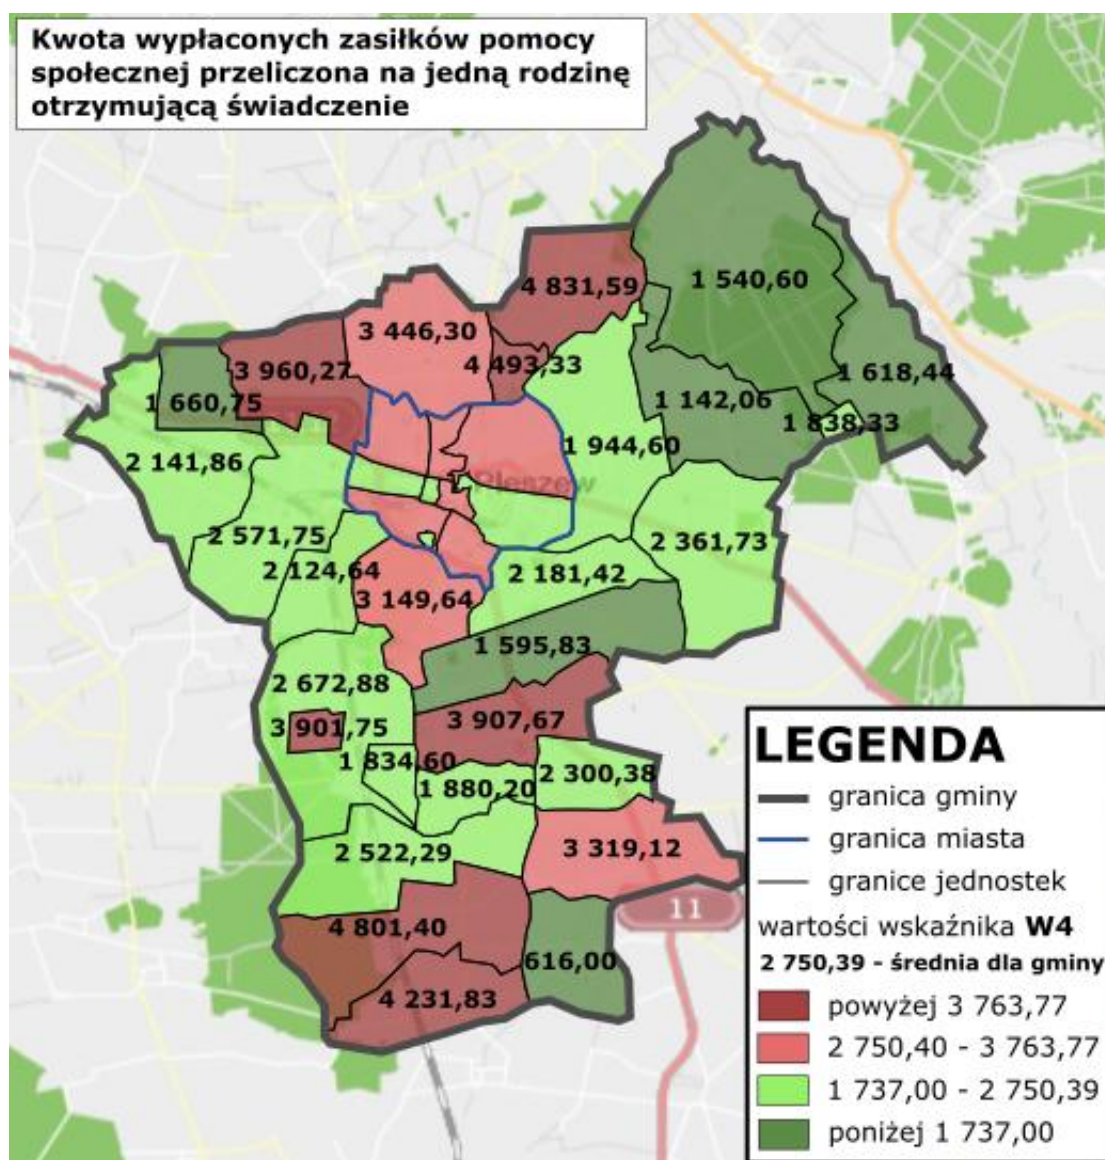 Kwota wypłaconych zasiłków pomocy
społecznej przeliczona na jedną rodzinę
otrzymującą świadczenie
4 831,59
1 540,60
3 446,30
4 493,33
3 960,27
1 618,44
1 660,75
1 142,06
1 838,33
1 944,60
2 141,86
Pleszew
2 571,75
2 361,73
2 124,64
2 181,42
3 149,64
1 595,83
2 672,88
3 907,67
3 901,75
1 834,60
2 300,38
1 880,20
2 522,29
3 319,12
11
4 801,40
616,00
4 231,83
LEGENDA
granica gminy
granica miasta
granice jednostek
wartości wskaźnika W4
2 750,39 - średnia dla gminy
powyżej 3 763,77
2 750,40 - 3 763,77
1 737,00 - 2 750,39
poniżej 1 737,00